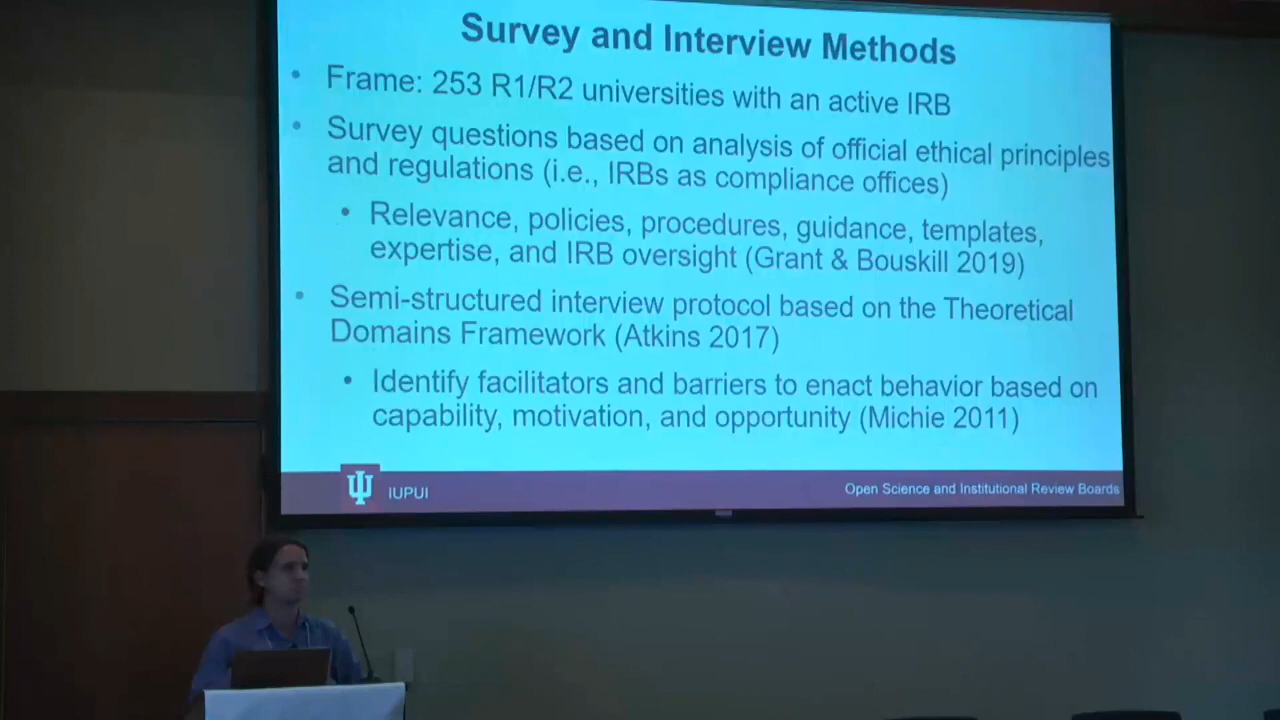 Survey and Interview Methods
• Frame: 253 R1/R2 universities with an active IRB
• Survey questions based on analysis of official ethical principles
and regulations (i.e., IRBs as compliance offices)
• Relevance, policies, procedures, guidance, templates,
expertise, and IRB oversight (Grant & Bouskill 2019)
• Semi-structured interview protocol based on the Theoretical
Domains Framework (Atkins 2017)
• Identify facilitators and barriers to enact behavior based on
capability, motivation, and opportunity (Michie 2011)
IUPUI
Open Science and Institutional Review Boards